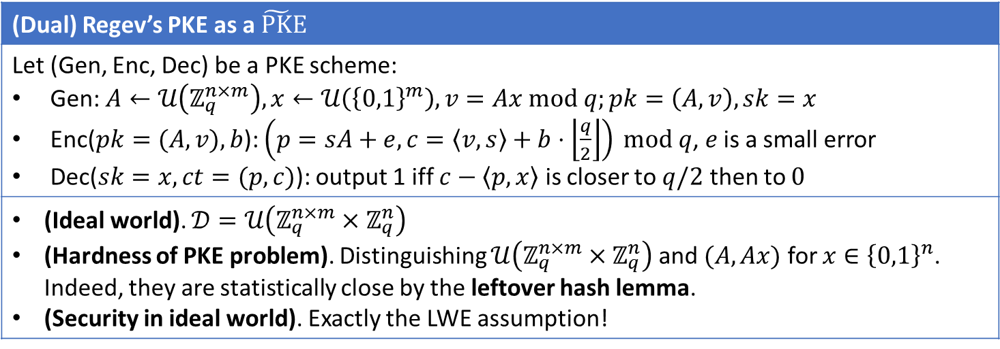 (Dual) Regev's PKE as a $\widetilde{\text{PKE}}$
Let (Gen, Enc, Dec) be a PKE scheme:
• Gen: $A \leftarrow \mathcal{U}(\mathbb{Z}_q^{n \times m}), x \leftarrow \mathcal{U}(\{0,1\}^m), v = Ax \bmod q; pk = (A, v), sk = x$
• Enc($pk = (A, v), b$): $\left(p = sA + e, c = \langle v, s \rangle + b \cdot \left\lfloor \frac{q}{2} \right\rfloor\right) \bmod q$, $e$ is a small error
• Dec($sk = x, ct = (p, c)$): output 1 iff $c - \langle p, x \rangle$ is closer to $q/2$ then to $0$
• (Ideal world). $\mathcal{D} = \mathcal{U}(\mathbb{Z}_q^{n \times m} \times \mathbb{Z}_q^n)$
• (Hardness of PKE problem). Distinguishing $\mathcal{U}(\mathbb{Z}_q^{n \times m} \times \mathbb{Z}_q^n)$ and $(A, Ax)$ for $x \in \{0,1\}^n$.
Indeed, they are statistically close by the leftover hash lemma.
• (Security in ideal world). Exactly the LWE assumption!